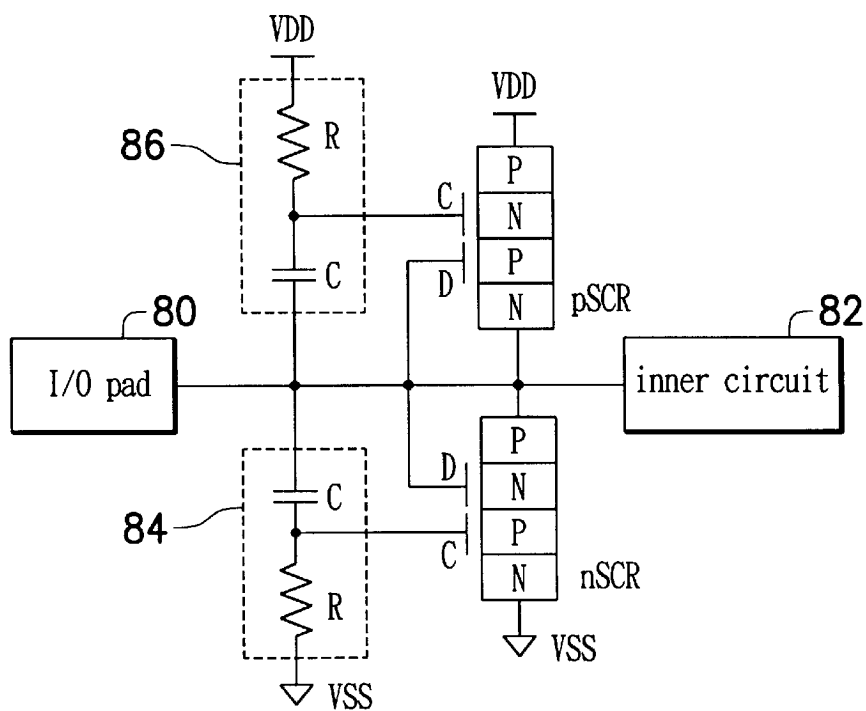 VDD
VDD
86
R
P
C
N
C
P
D
N
pSCR
80
82
I/O pad
inner circuit
P
D
N
C
84
P
C
N
nSCR
R
VSS
VSS